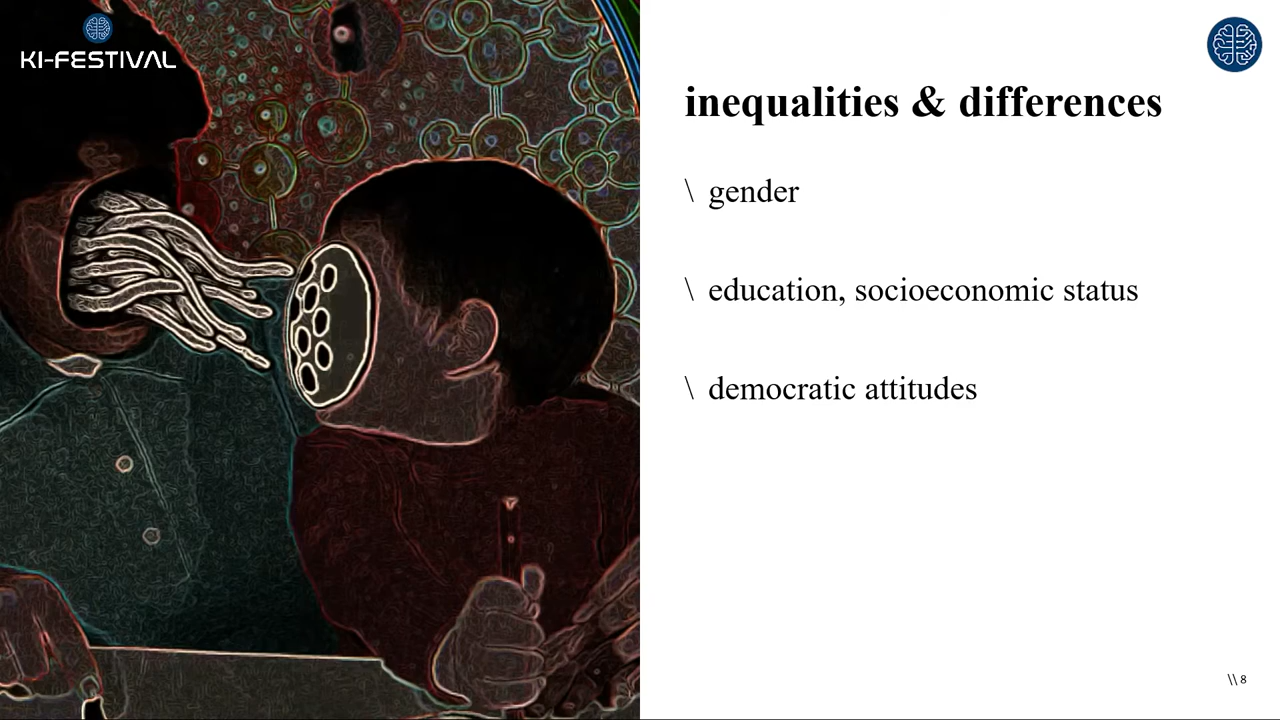 KI-FESTIVAL
inequalities & differences
\ gender
\ education, socioeconomic status
\ democratic attitudes
\\ 8